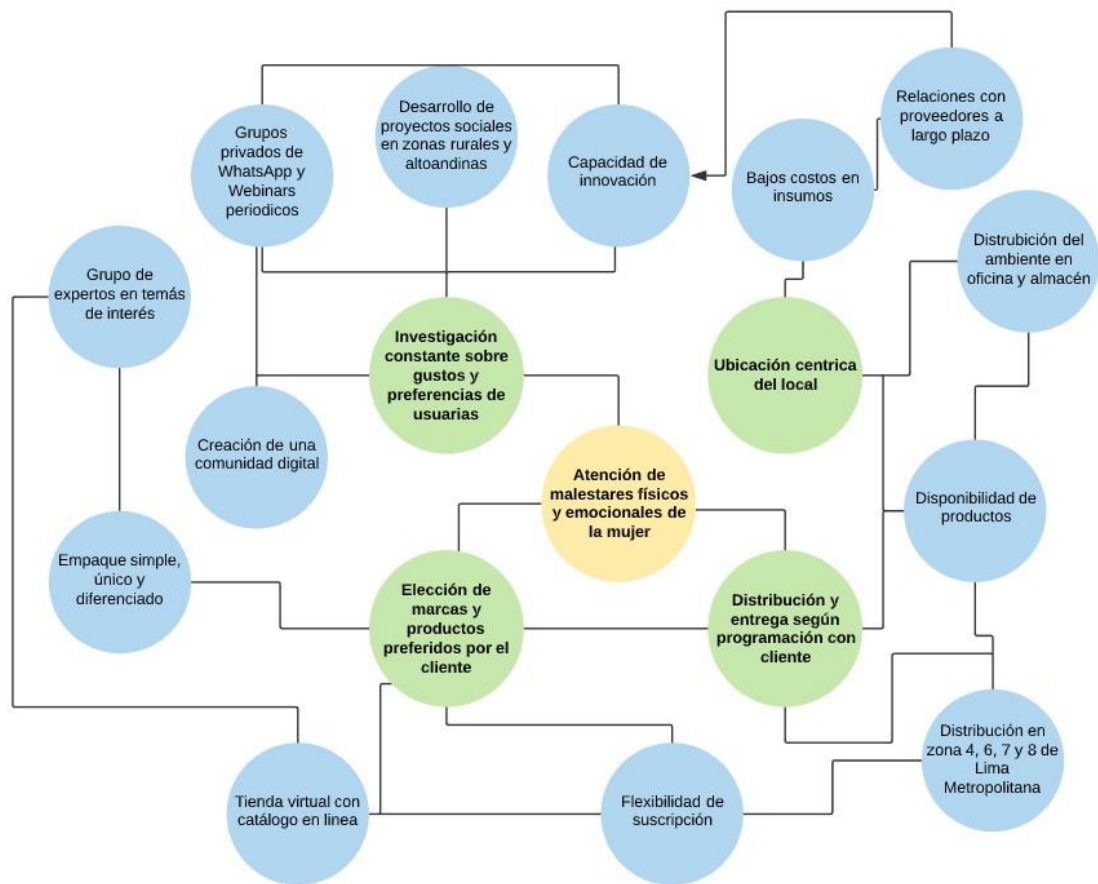 Relaciones con
proveedores a
largo plazo
Desarrollo de
proyectos sociales
en zonas rurales y
altoandinas
Grupos
privados de
WhatsApp y
Webinars
periodicos
Capacidad de
innovación
Bajos costos en
insumos
Distrubición del
ambiente en
oficina y almacén
Grupo de
expertos en temás
de interés
Investigación
constante sobre
gustos y
preferencias de
usuarias
Ubicación centrica
del local
Creación de una
comunidad digital
Atención de
malestares físicos
y emocionales de
la mujer
Disponibilidad de
productos
Empaque simple,
único y
diferenciado
Elección de
marcas y
productos
preferidos por el
cliente
Distribución y
entrega según
programación con
cliente
Distribución en
zona 4, 6, 7 y 8 de
Lima
Metropolitana
Tienda virtual con
catálogo en linea
Flexibilidad de
suscripción